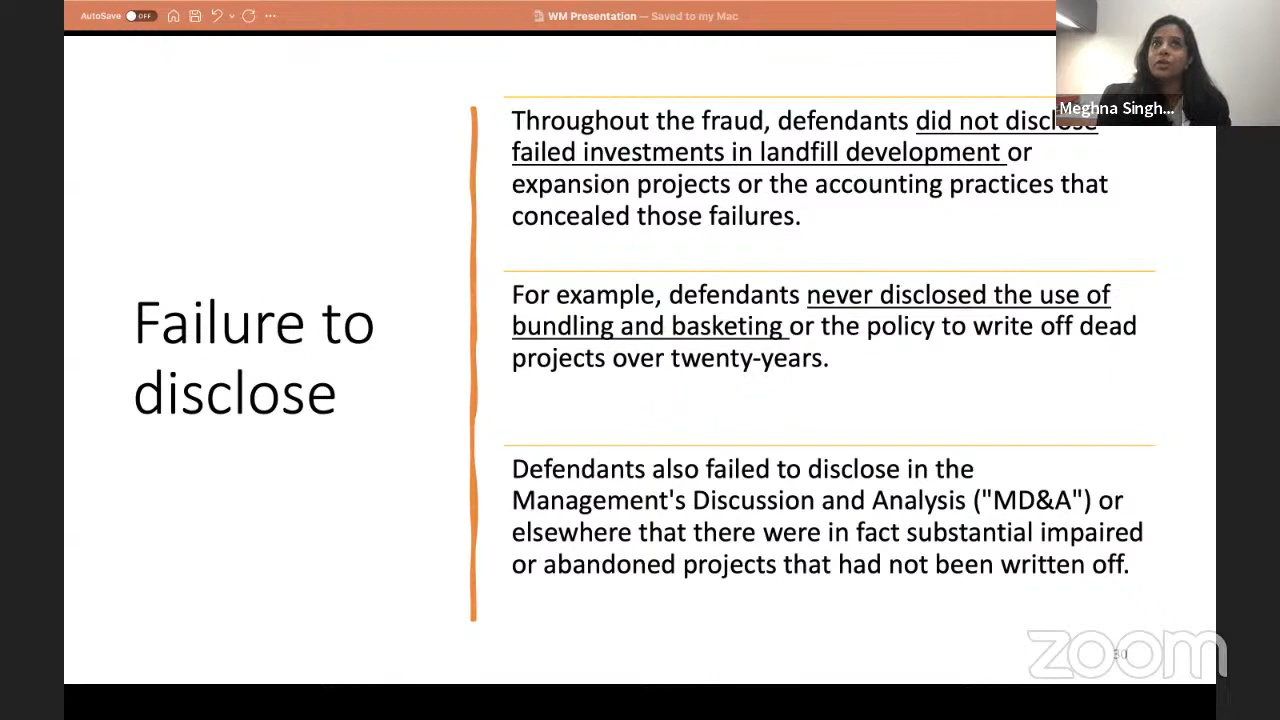 AutoSave OFF
WM Presentation — Saved to my Mac
Meghna Singh...
Failure to
disclose
Throughout the fraud, defendants did not disclose
failed investments in landfill development or
expansion projects or the accounting practices that
concealed those failures.
For example, defendants never disclosed the use of
bundling and basketing or the policy to write off dead
projects over twenty-years.
Defendants also failed to disclose in the
Management's Discussion and Analysis ("MD&A") or
elsewhere that there were in fact substantial impaired
or abandoned projects that had not been written off.
30
zoom